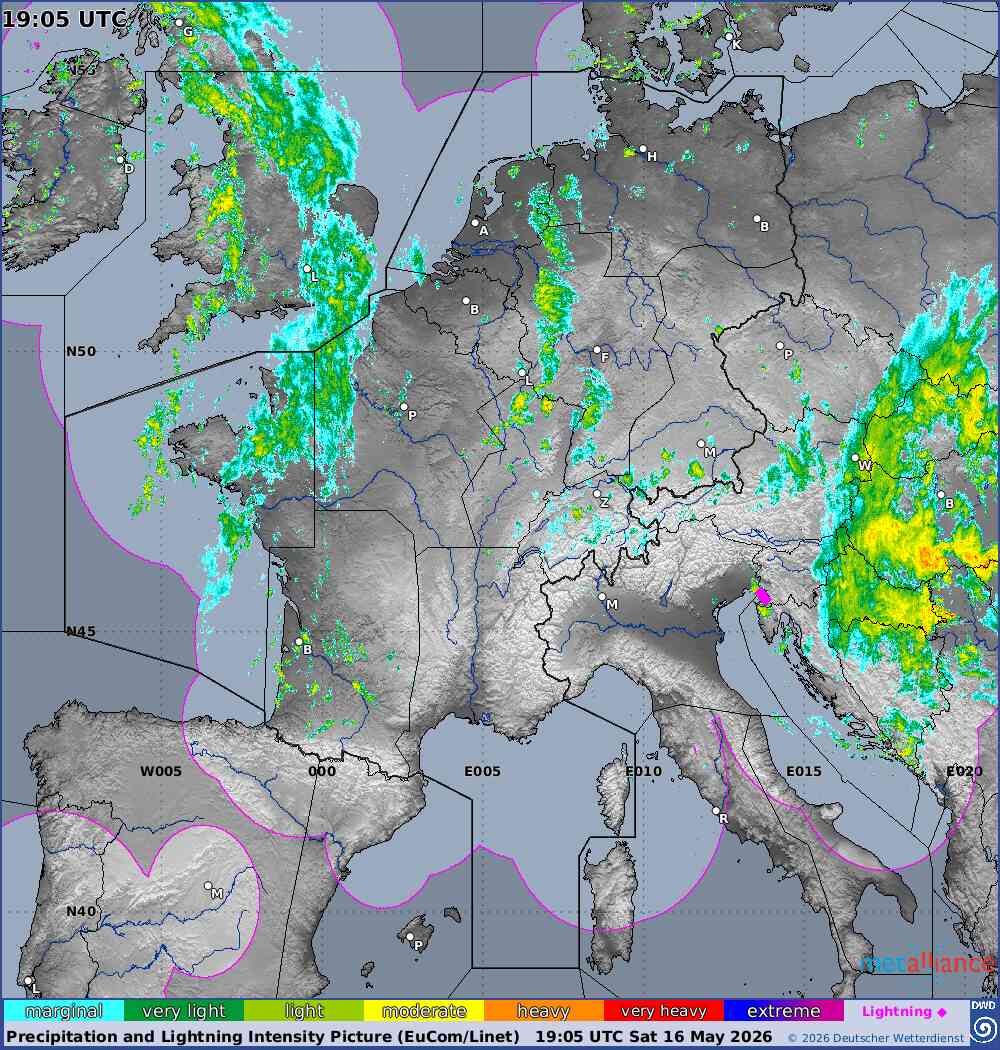 19:05 UTC
G
K
N55
H
D
A
B
L
B
N50
F
P
L
P
M
W
Z
B
M
N45
B
W005
000
E005
E010
E015
E020
R
M
N40
P
L
metalliance
marginal very light light moderate heavy very heavy extreme Lightning ◆
DWD
Precipitation and Lightning Intensity Picture (EuCom/Linet) 19:05 UTC Sat 16 May 2026 © 2026 Deutscher Wetterdienst